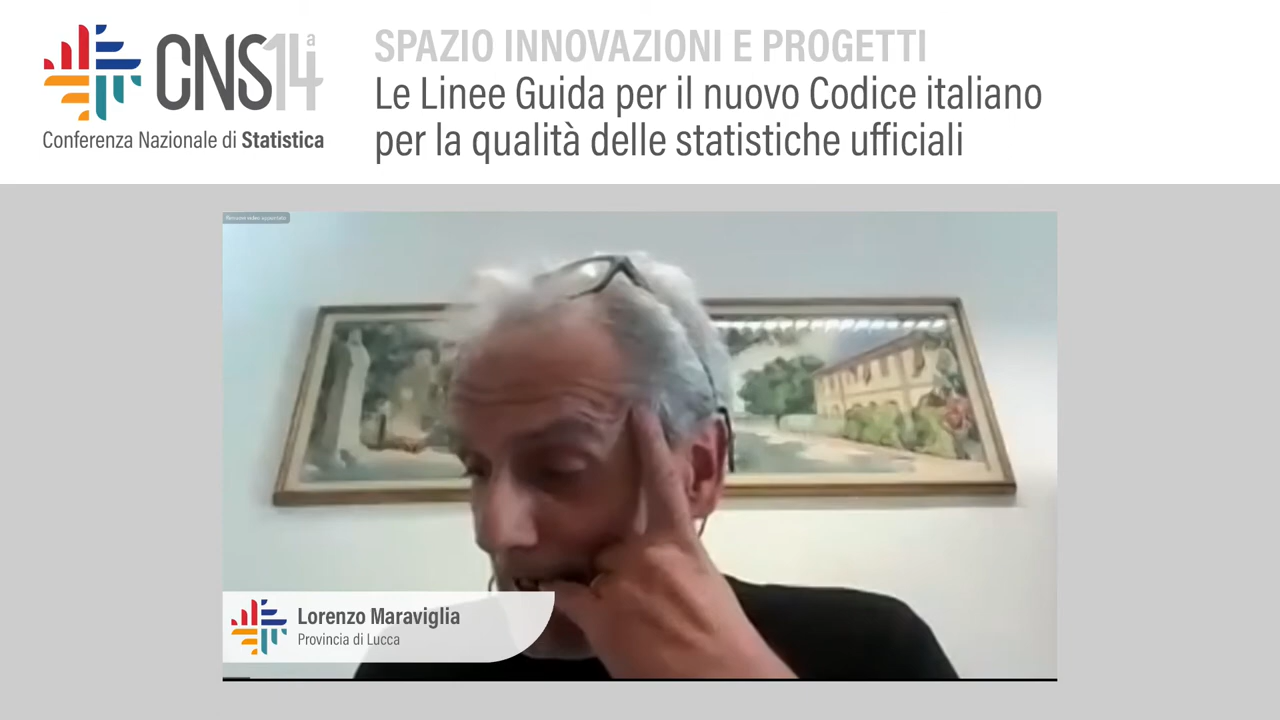 CNS14ª
Conferenza Nazionale di Statistica
SPAZIO INNOVAZIONI E PROGETTI
Le Linee Guida per il nuovo Codice italiano
per la qualità delle statistiche ufficiali
Lorenzo Maraviglia
Provincia di Lucca